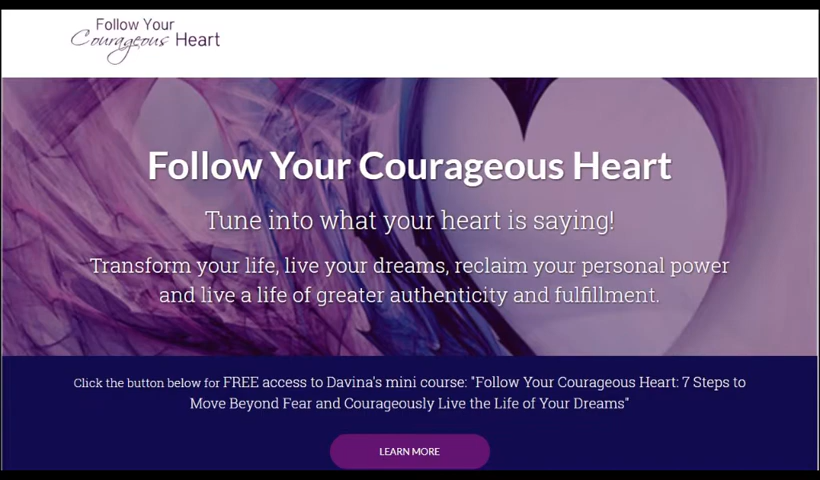 Follow Your
Courageous Heart
Follow Your Courageous Heart
Tune into what your heart is saying!
Transform your life, live your dreams, reclaim your personal power
and live a life of greater authenticity and fulfillment.
Click the button below for FREE access to Davina's mini course: "Follow Your Courageous Heart: 7 Steps to
Move Beyond Fear and Courageously Live the Life of Your Dreams"
LEARN MORE